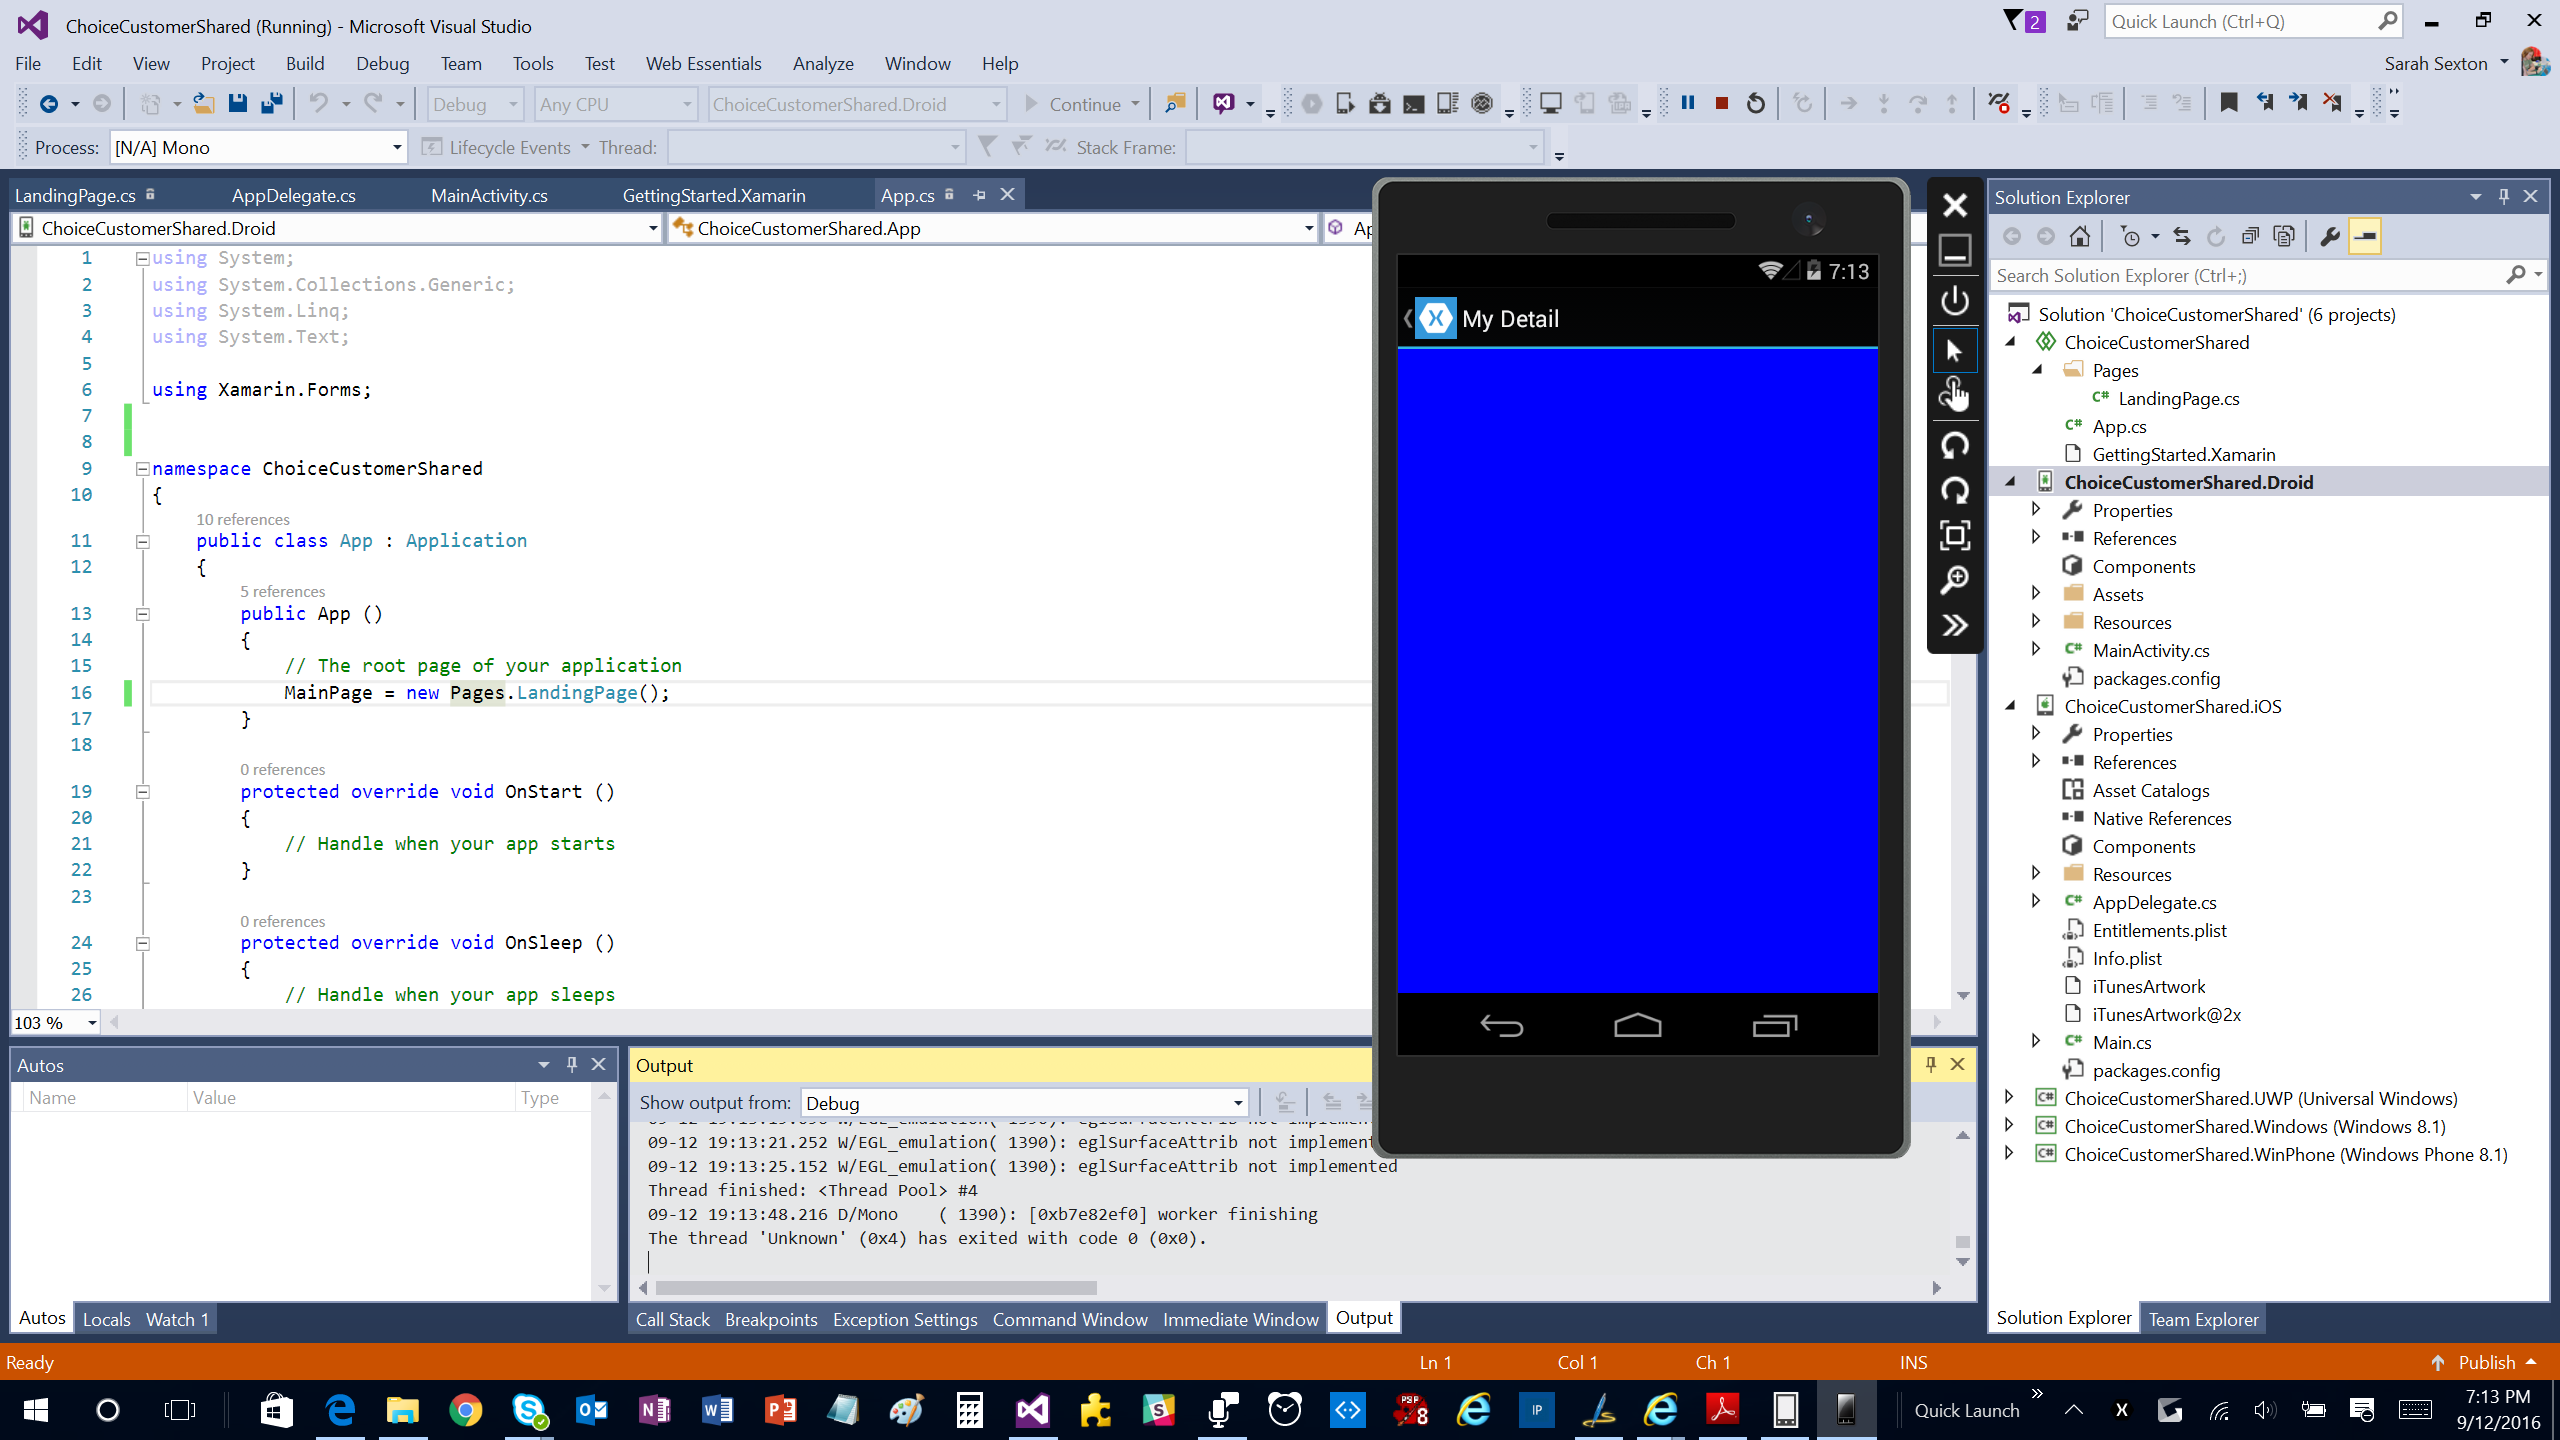 ChoiceCustomerShared (Running) - Microsoft Visual Studio
2
Quick Launch (Ctrl+Q)
File Edit View Project Build Debug Team Tools Test Web Essentials Analyze Window Help
Sarah Sexton
Debug Any CPU ChoiceCustomerShared.Droid Continue
Process: [N/A] Mono Lifecycle Events Thread: Stack Frame:
LandingPage.cs AppDelegate.cs MainActivity.cs GettingStarted.Xamarin App.cs
ChoiceCustomerShared.Droid ChoiceCustomerShared.App
1 using System;
2 using System.Collections.Generic;
3 using System.Linq;
4 using System.Text;
5
6 using Xamarin.Forms;
7
8
9 namespace ChoiceCustomerShared
10 {
10 references
11 public class App : Application
12 {
5 references
13 public App ()
14 {
15 // The root page of your application
16 MainPage = new Pages.LandingPage();
17 }
18
0 references
19 protected override void OnStart ()
20 {
21 // Handle when your app starts
22 }
23
0 references
24 protected override void OnSleep ()
25 {
26 // Handle when your app sleeps
103 %
7:13
My Detail
Solution Explorer
Search Solution Explorer (Ctrl+;)
Solution 'ChoiceCustomerShared' (6 projects)
ChoiceCustomerShared
Pages
C# LandingPage.cs
C# App.cs
GettingStarted.Xamarin
ChoiceCustomerShared.Droid
Properties
References
Components
Assets
Resources
C# MainActivity.cs
packages.config
ChoiceCustomerShared.iOS
Properties
References
Asset Catalogs
Native References
Components
Resources
C# AppDelegate.cs
Entitlements.plist
Info.plist
iTunesArtwork
iTunesArtwork@2x
C# Main.cs
packages.config
C# ChoiceCustomerShared.UWP (Universal Windows)
C# ChoiceCustomerShared.Windows (Windows 8.1)
C# ChoiceCustomerShared.WinPhone (Windows Phone 8.1)
Solution Explorer Team Explorer
Autos
Name Value Type
Autos Locals Watch 1
Output
Show output from: Debug
09-12 19:13:21.252 W/EGL_emulation( 1390): eglSurfaceAttrib not implement
09-12 19:13:25.152 W/EGL_emulation( 1390): eglSurfaceAttrib not implemented
Thread finished: <Thread Pool> #4
09-12 19:13:48.216 D/Mono ( 1390): [0xb7e82ef0] worker finishing
The thread 'Unknown' (0x4) has exited with code 0 (0x0).
Call Stack Breakpoints Exception Settings Command Window Immediate Window Output
Ready Ln 1 Col 1 Ch 1 INS Publish
Quick Launch
7:13 PM
9/12/2016